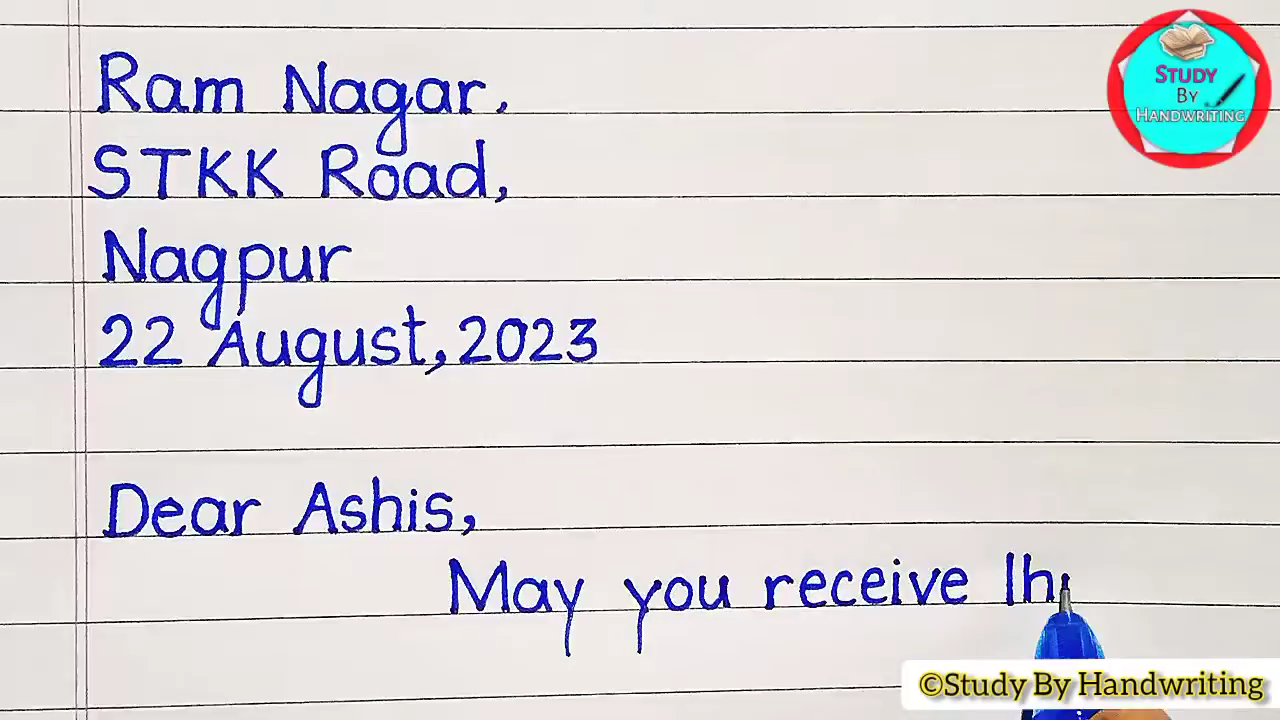 Ram Nagar,
STKK Road,
Nagpur
22 August, 2023
Dear Ashis,
May you receive
STUDY
BY
HANDWRITING
©Study By Handwriting